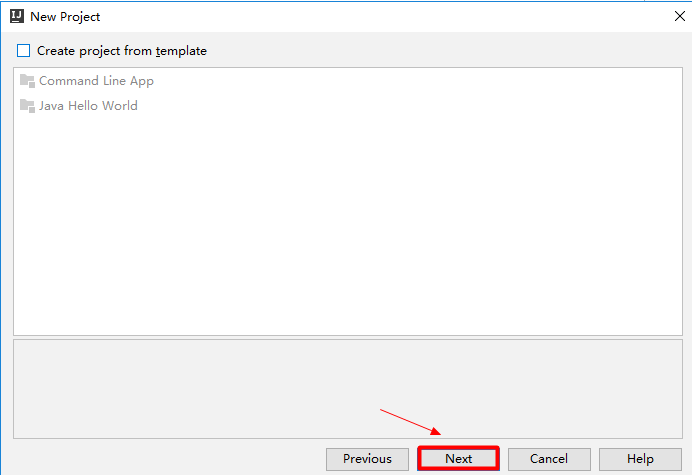 IJ New Project
Create project from template
Command Line App
Java Hello World
Previous Next Cancel Help